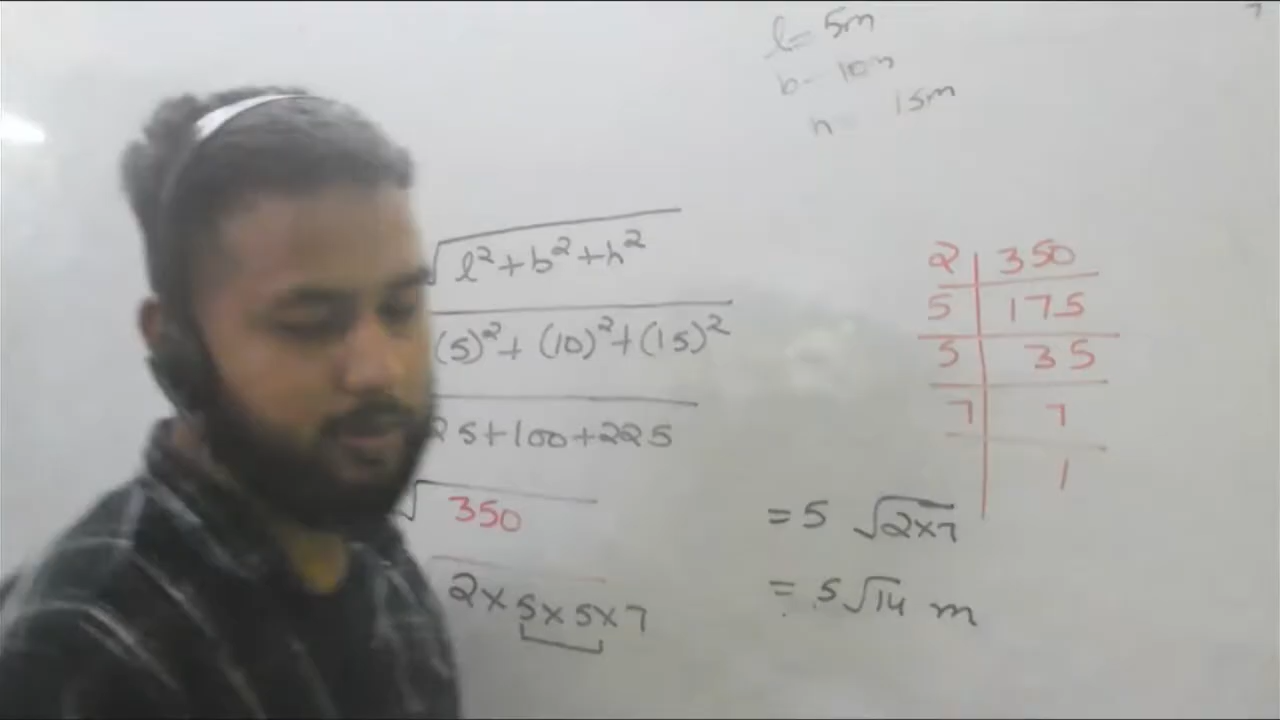 l= 5m
b- 10m
h 15m
√l²+b²+h²
(5)²+(10)²+(15)²
25+100+225
√350
2×5×5×7
2 | 350
5 | 175
5 | 35
7 | 7
1
= 5 √2×7
= 5√14 m